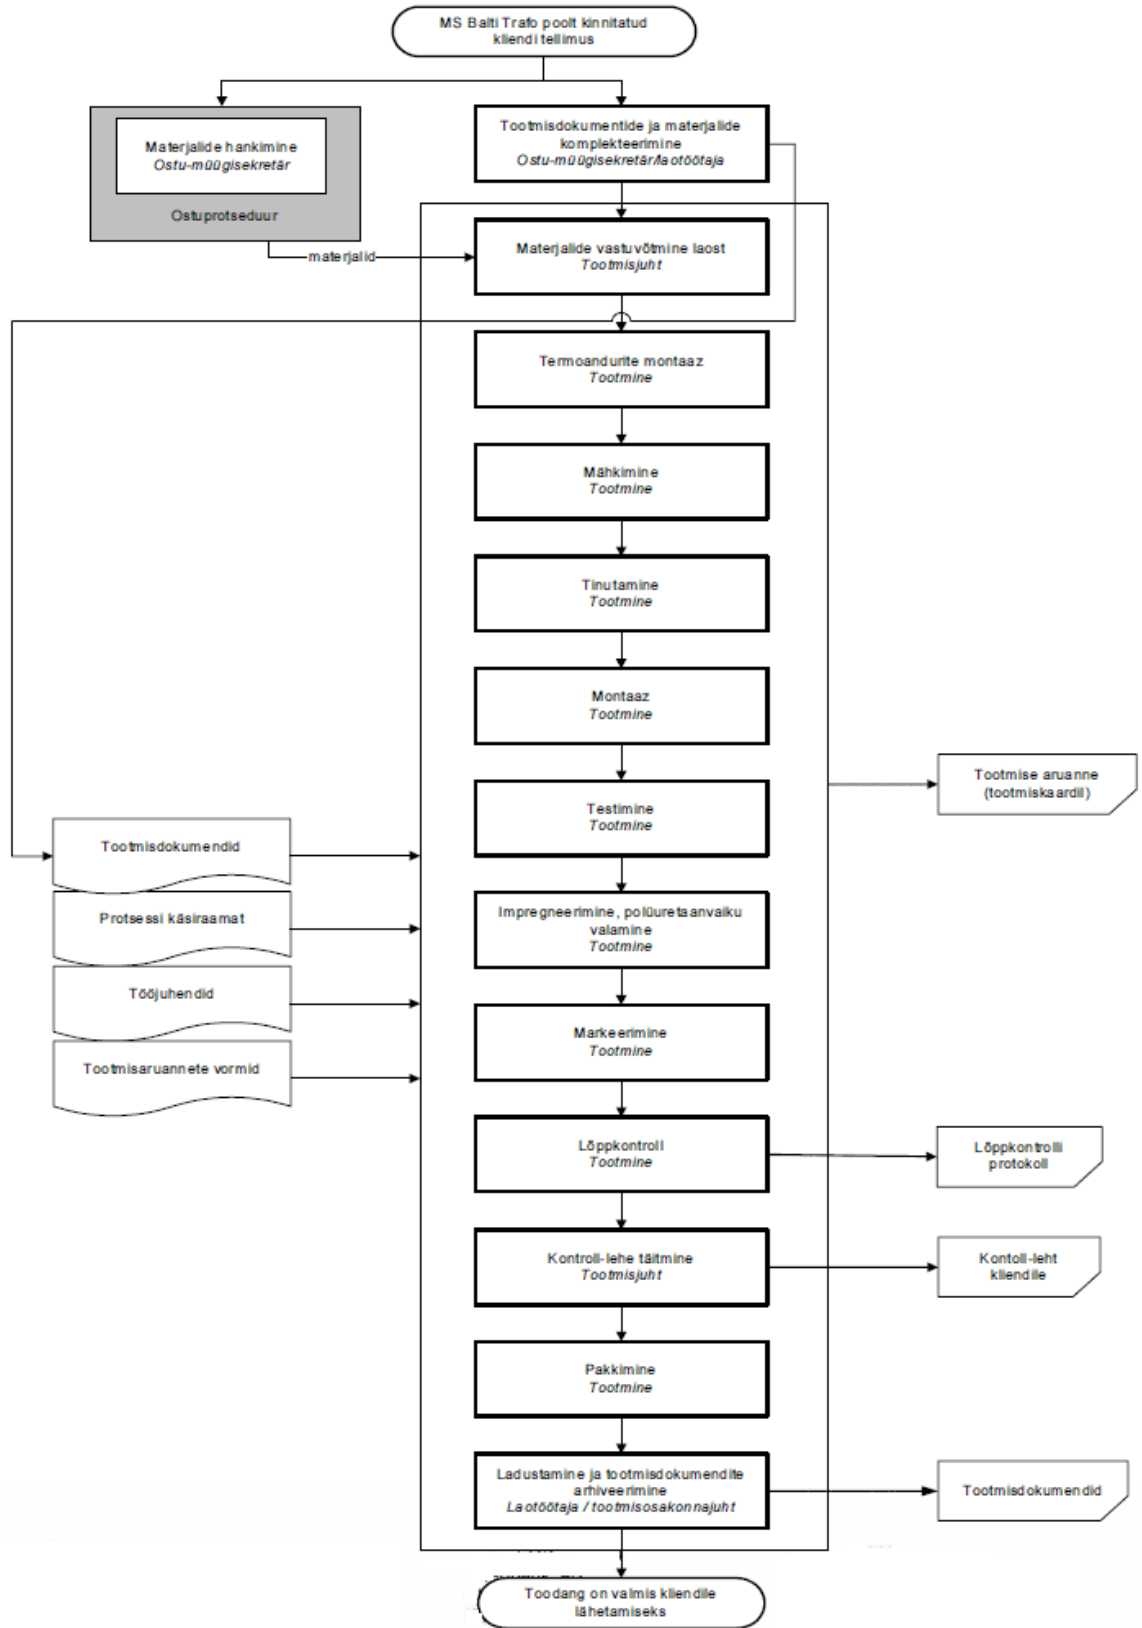 MS Balti Trafo poolt kinnitatud
kliendi tellimus
Materjalide hankimine
Ostu-müügisekretär
Ostuprotseduur
Tootmisdokumentide ja materjalide
komplekteerimine
Ostu-müügisekretär/laotöötaja
materjalid
Materjalide vastuvõtmine laost
Tootmisjuht
Termoandurite montaaz
Tootmine
Mähkimine
Tootmine
Tinutamine
Tootmine
Montaaz
Tootmine
Tootmise aruanne
(tootmiskaardil)
Testimine
Tootmine
Tootmisdokumendid
Protsessi käsiraamat
Tööjuhendid
Tootmisaruannete vormid
Impregneerimine, polüuretaanvaiku
valamine
Tootmine
Markeerimine
Tootmine
Lõppkontroll
Tootmine
Lõppkontrolli
protokoll
Kontroll-lehe täitmine
Tootmisjuht
Kontoll-leht
kliendile
Pakkimine
Tootmine
Ladustamine ja tootmisdokumendite
arhiveerimine
Laotöötaja / tootmisosakonnajuht
Tootmisdokumendid
Toodang on valmis kliendile
lähetamiseks